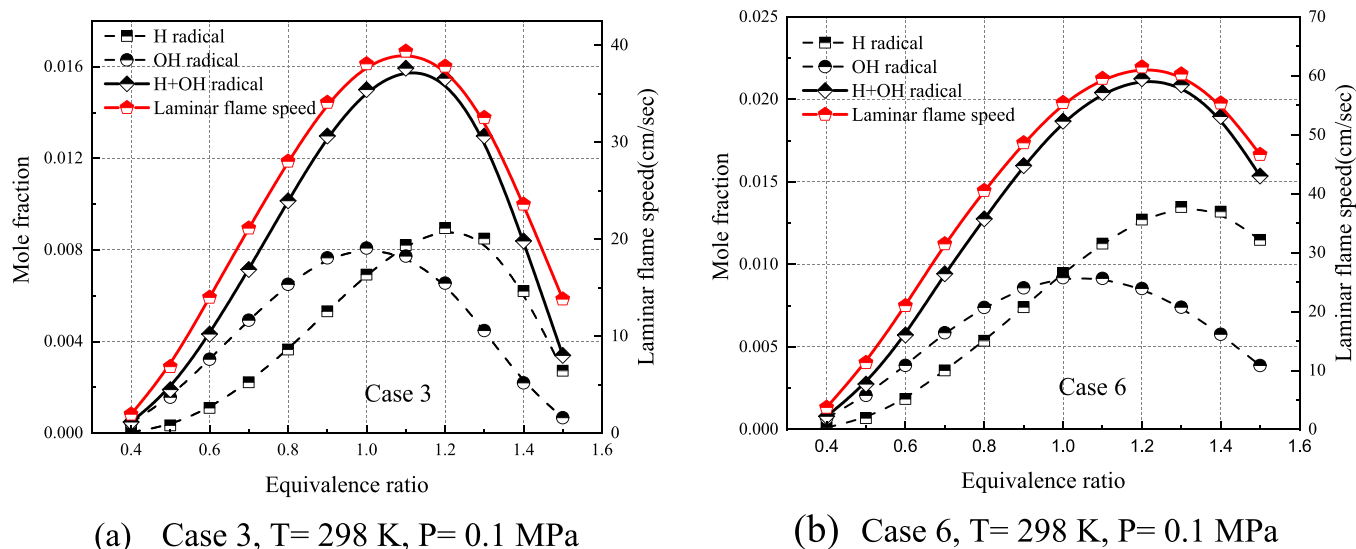 H radical
OH radical
H+OH radical
Laminar flame speed
Mole fraction
0.016
0.012
0.008
0.004
0.000
40
30
20
10
0
Laminar flame speed(cm/sec)
Case 3
0.4 0.6 0.8 1.0 1.2 1.4 1.6
Equivalence ratio
(a) Case 3, T= 298 K, P= 0.1 MPa
H radical
OH radical
H+OH radical
Laminar flame speed
Mole fraction
0.025
0.020
0.015
0.010
0.005
0.000
70
60
50
40
30
20
10
0
Laminar flame speed(cm/sec)
Case 6
0.4 0.6 0.8 1.0 1.2 1.4 1.6
Equivalence ratio
(b) Case 6, T= 298 K, P= 0.1 MPa